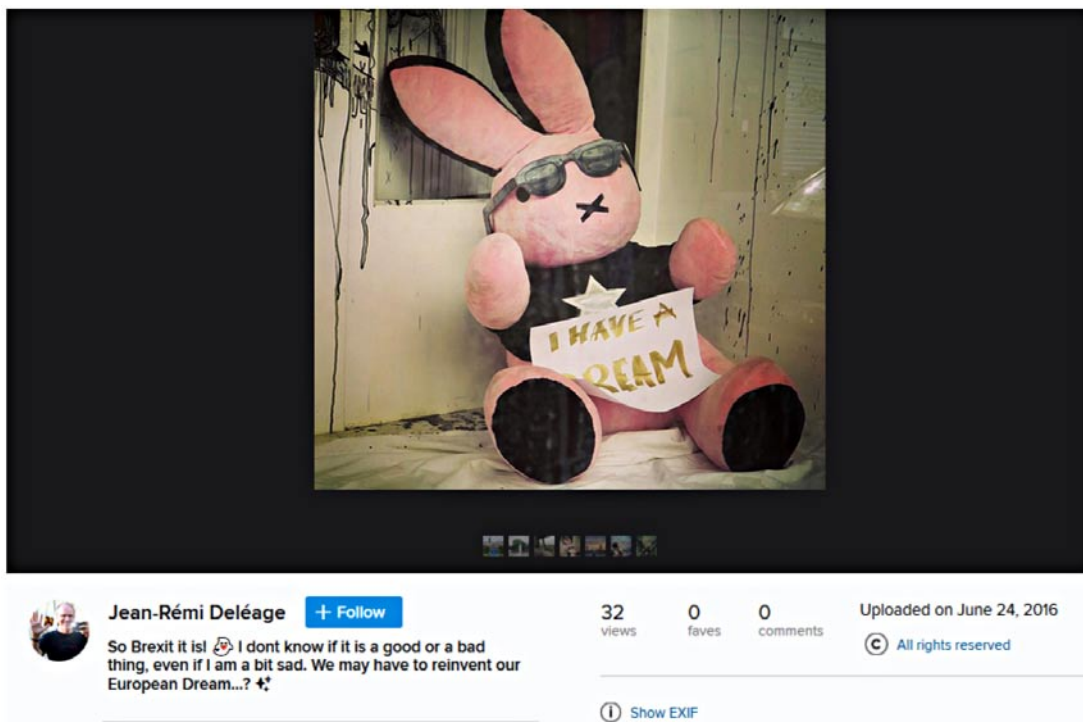 I HAVE A
DREAM
Jean-Rémi Deléage
+ Follow
So Brexit it is! I dont know if it is a good or a bad
thing, even if I am a bit sad. We may have to reinvent our
European Dream...?
32
views
0
faves
0
comments
Uploaded on June 24, 2016
© All rights reserved
Show EXIF